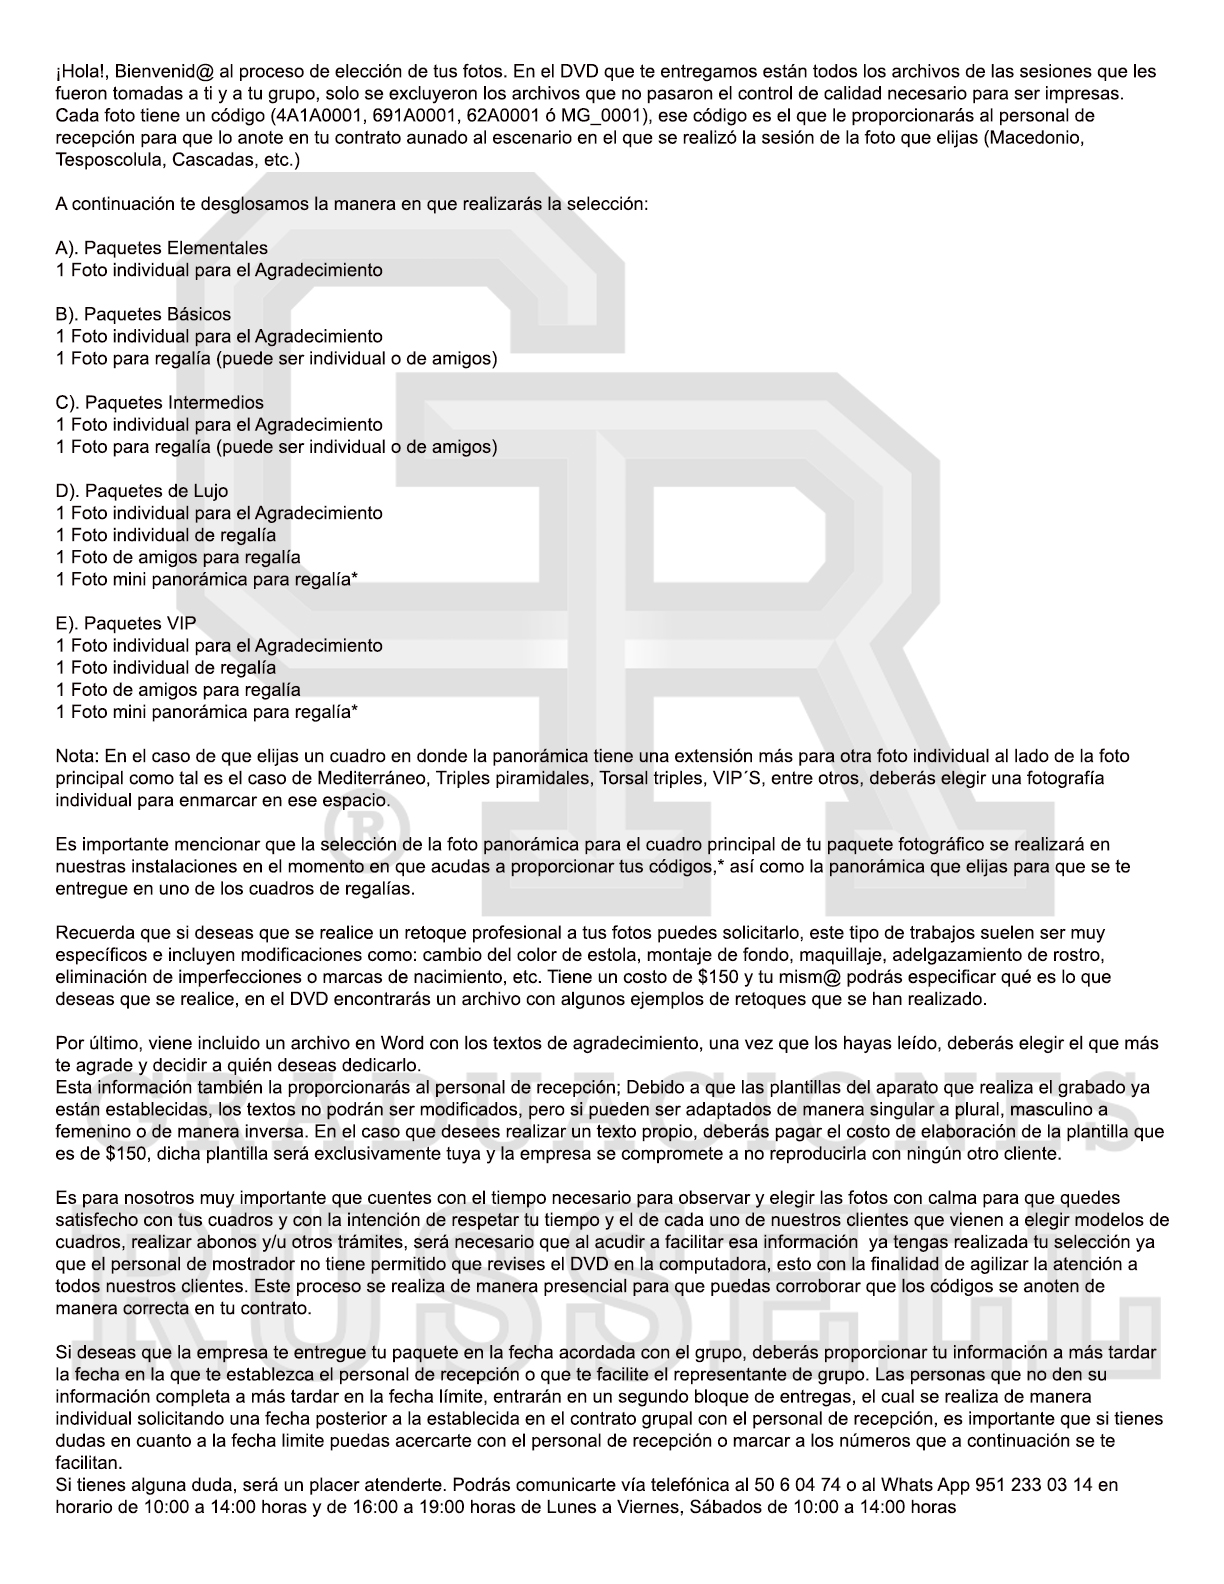 ¡Hola!, Bienvenid@ al proceso de elección de tus fotos. En el DVD que te entregamos están todos los archivos de las sesiones que les
fueron tomadas a ti y a tu grupo, solo se excluyeron los archivos que no pasaron el control de calidad necesario para ser impresas.
Cada foto tiene un código (4A1A0001, 691A0001, 62A0001 ó MG_0001), ese código es el que le proporcionarás al personal de
recepción para que lo anote en tu contrato aunado al escenario en el que se realizó la sesión de la foto que elijas (Macedonio,
Tesposcolula, Cascadas, etc.)
A continuación te desglosamos la manera en que realizarás la selección:
A). Paquetes Elementales
1 Foto individual para el Agradecimiento
B). Paquetes Básicos
1 Foto individual para el Agradecimiento
1 Foto para regalía (puede ser individual o de amigos)
C). Paquetes Intermedios
1 Foto individual para el Agradecimiento
1 Foto para regalía (puede ser individual o de amigos)
D). Paquetes de Lujo
1 Foto individual para el Agradecimiento
1 Foto individual de regalía
1 Foto de amigos para regalía
1 Foto mini panorámica para regalía*
E). Paquetes VIP
1 Foto individual para el Agradecimiento
1 Foto individual de regalía
1 Foto de amigos para regalía
1 Foto mini panorámica para regalía*
Nota: En el caso de que elijas un cuadro en donde la panorámica tiene una extensión más para otra foto individual al lado de la foto
principal como tal es el caso de Mediterráneo, Triples piramidales, Torsal triples, VIP´S, entre otros, deberás elegir una fotografía
individual para enmarcar en ese espacio.
Es importante mencionar que la selección de la foto panorámica para el cuadro principal de tu paquete fotográfico se realizará en
nuestras instalaciones en el momento en que acudas a proporcionar tus códigos,* así como la panorámica que elijas para que se te
entregue en uno de los cuadros de regalías.
Recuerda que si deseas que se realice un retoque profesional a tus fotos puedes solicitarlo, este tipo de trabajos suelen ser muy
específicos e incluyen modificaciones como: cambio del color de estola, montaje de fondo, maquillaje, adelgazamiento de rostro,
eliminación de imperfecciones o marcas de nacimiento, etc. Tiene un costo de $150 y tu mism@ podrás especificar qué es lo que
deseas que se realice, en el DVD encontrarás un archivo con algunos ejemplos de retoques que se han realizado.
Por último, viene incluido un archivo en Word con los textos de agradecimiento, una vez que los hayas leído, deberás elegir el que más
te agrade y decidir a quién deseas dedicarlo.
Esta información también la proporcionarás al personal de recepción; Debido a que las plantillas del aparato que realiza el grabado ya
están establecidas, los textos no podrán ser modificados, pero si pueden ser adaptados de manera singular a plural, masculino a
femenino o de manera inversa. En el caso que desees realizar un texto propio, deberás pagar el costo de elaboración de la plantilla que
es de $150, dicha plantilla será exclusivamente tuya y la empresa se compromete a no reproducirla con ningún otro cliente.
Es para nosotros muy importante que cuentes con el tiempo necesario para observar y elegir las fotos con calma para que quedes
satisfecho con tus cuadros y con la intención de respetar tu tiempo y el de cada uno de nuestros clientes que vienen a elegir modelos de
cuadros, realizar abonos y/u otros trámites, será necesario que al acudir a facilitar esa información  ya tengas realizada tu selección ya
que el personal de mostrador no tiene permitido que revises el DVD en la computadora, esto con la finalidad de agilizar la atención a
todos nuestros clientes. Este proceso se realiza de manera presencial para que puedas corroborar que los códigos se anoten de
manera correcta en tu contrato.
Si deseas que la empresa te entregue tu paquete en la fecha acordada con el grupo, deberás proporcionar tu información a más tardar
la fecha en la que te establezca el personal de recepción o que te facilite el representante de grupo. Las personas que no den su
información completa a más tardar en la fecha límite, entrarán en un segundo bloque de entregas, el cual se realiza de manera
individual solicitando una fecha posterior a la establecida en el contrato grupal con el personal de recepción, es importante que si tienes
dudas en cuanto a la fecha limite puedas acercarte con el personal de recepción o marcar a los números que a continuación se te
facilitan.
Si tienes alguna duda, será un placer atenderte. Podrás comunicarte vía telefónica al 50 6 04 74 o al Whats App 951 233 03 14 en
horario de 10:00 a 14:00 horas y de 16:00 a 19:00 horas de Lunes a Viernes, Sábados de 10:00 a 14:00 horas
GR
®
GRADUACIONES
RUSSELL